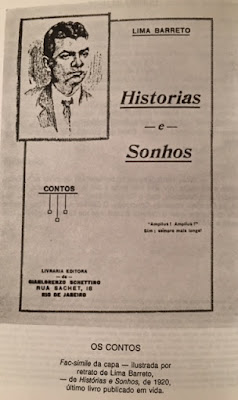 LIMA BARRETO
Historias
— e —
Sonhos
CONTOS
"Amplius! Amplius!"
Sim; sempre mais longe!
LIVRARIA EDITORA
— de —
GIANLORENZO SCHETTINO
RUA SACHET, 18
RIO DE JANEIRO
OS CONTOS
Fac-simile da capa — ilustrada por
retrato de Lima Barreto,
— de Histórias e Sonhos, de 1920,
último livro publicado em vida.